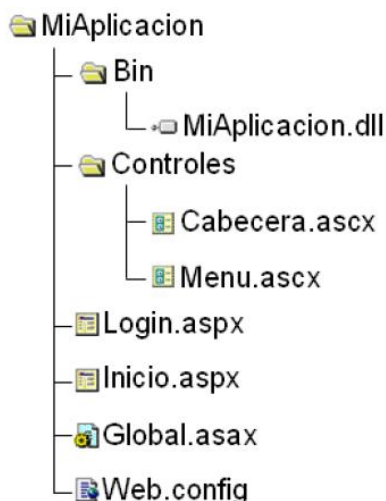 MiAplicacion
Bin
MiAplicacion.dll
Controles
Cabecera.ascx
Menu.ascx
Login.aspx
Inicio.aspx
Global.asax
Web.config